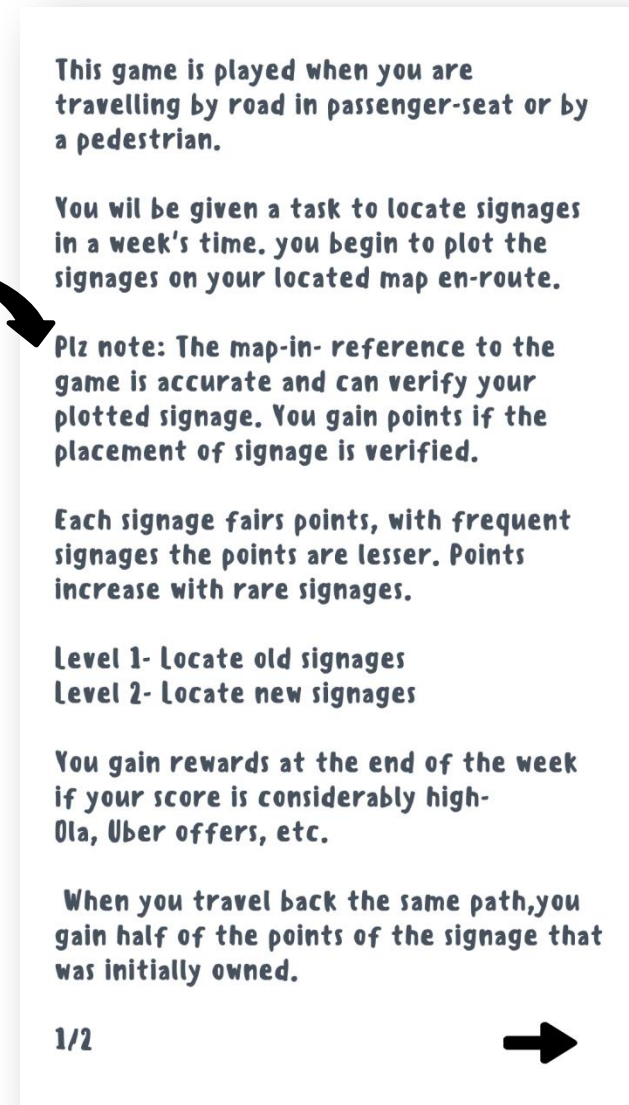 This game is played when you are
travelling by road in passenger-seat or by
a pedestrian.
You wil be given a task to locate signages
in a week's time. you begin to plot the
signages on your located map en-route.
Plz note: The map-in- reference to the
game is accurate and can verify your
plotted signage. You gain points if the
placement of signage is verified.
Each signage fairs points, with frequent
signages the points are lesser. Points
increase with rare signages.
Level 1- Locate old signages
Level 2- Locate new signages
You gain rewards at the end of the week
if your score is considerably high-
Ola, Uber offers, etc.
When you travel back the same path,you
gain half of the points of the signage that
was initially owned.
1/2